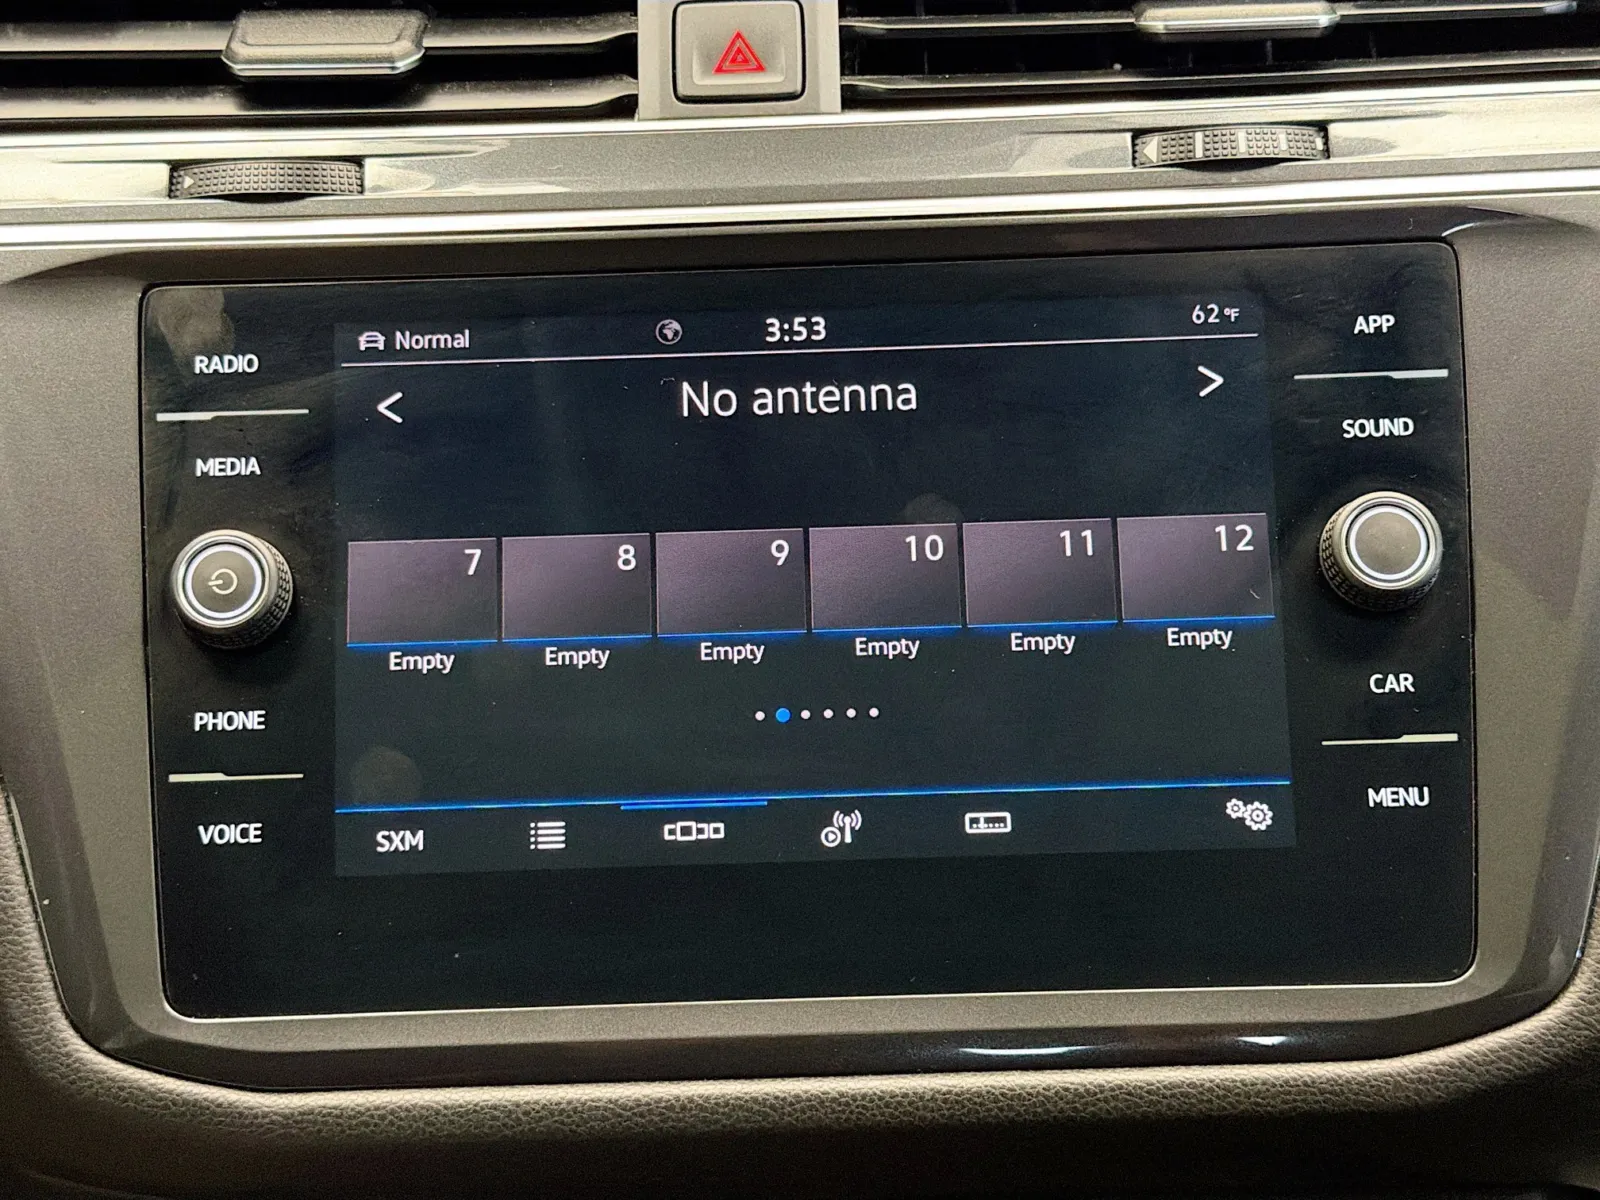 RADIO
MEDIA
PHONE
VOICE
Normal
3:53
62°F
No antenna
7
8
9
10
11
12
Empty
Empty
Empty
Empty
Empty
Empty
SXM
APP
SOUND
CAR
MENU